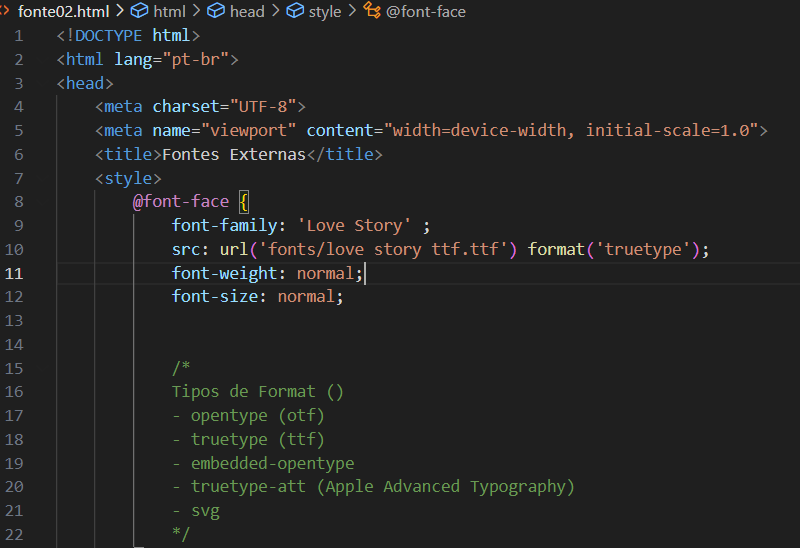 fonte02.html > html > head > style > @font-face
1 <!DOCTYPE html>
2 <html lang="pt-br">
3 <head>
4 <meta charset="UTF-8">
5 <meta name="viewport" content="width=device-width, initial-scale=1.0">
6 <title>Fontes Externas</title>
7 <style>
8 @font-face {
9 font-family: 'Love Story' ;
10 src: url('fonts/love story ttf.ttf') format('truetype');
11 font-weight: normal;
12 font-size: normal;
13
14
15 /*
16 Tipos de Format ()
17 - opentype (otf)
18 - truetype (ttf)
19 - embedded-opentype
20 - truetype-att (Apple Advanced Typography)
21 - svg
22 */